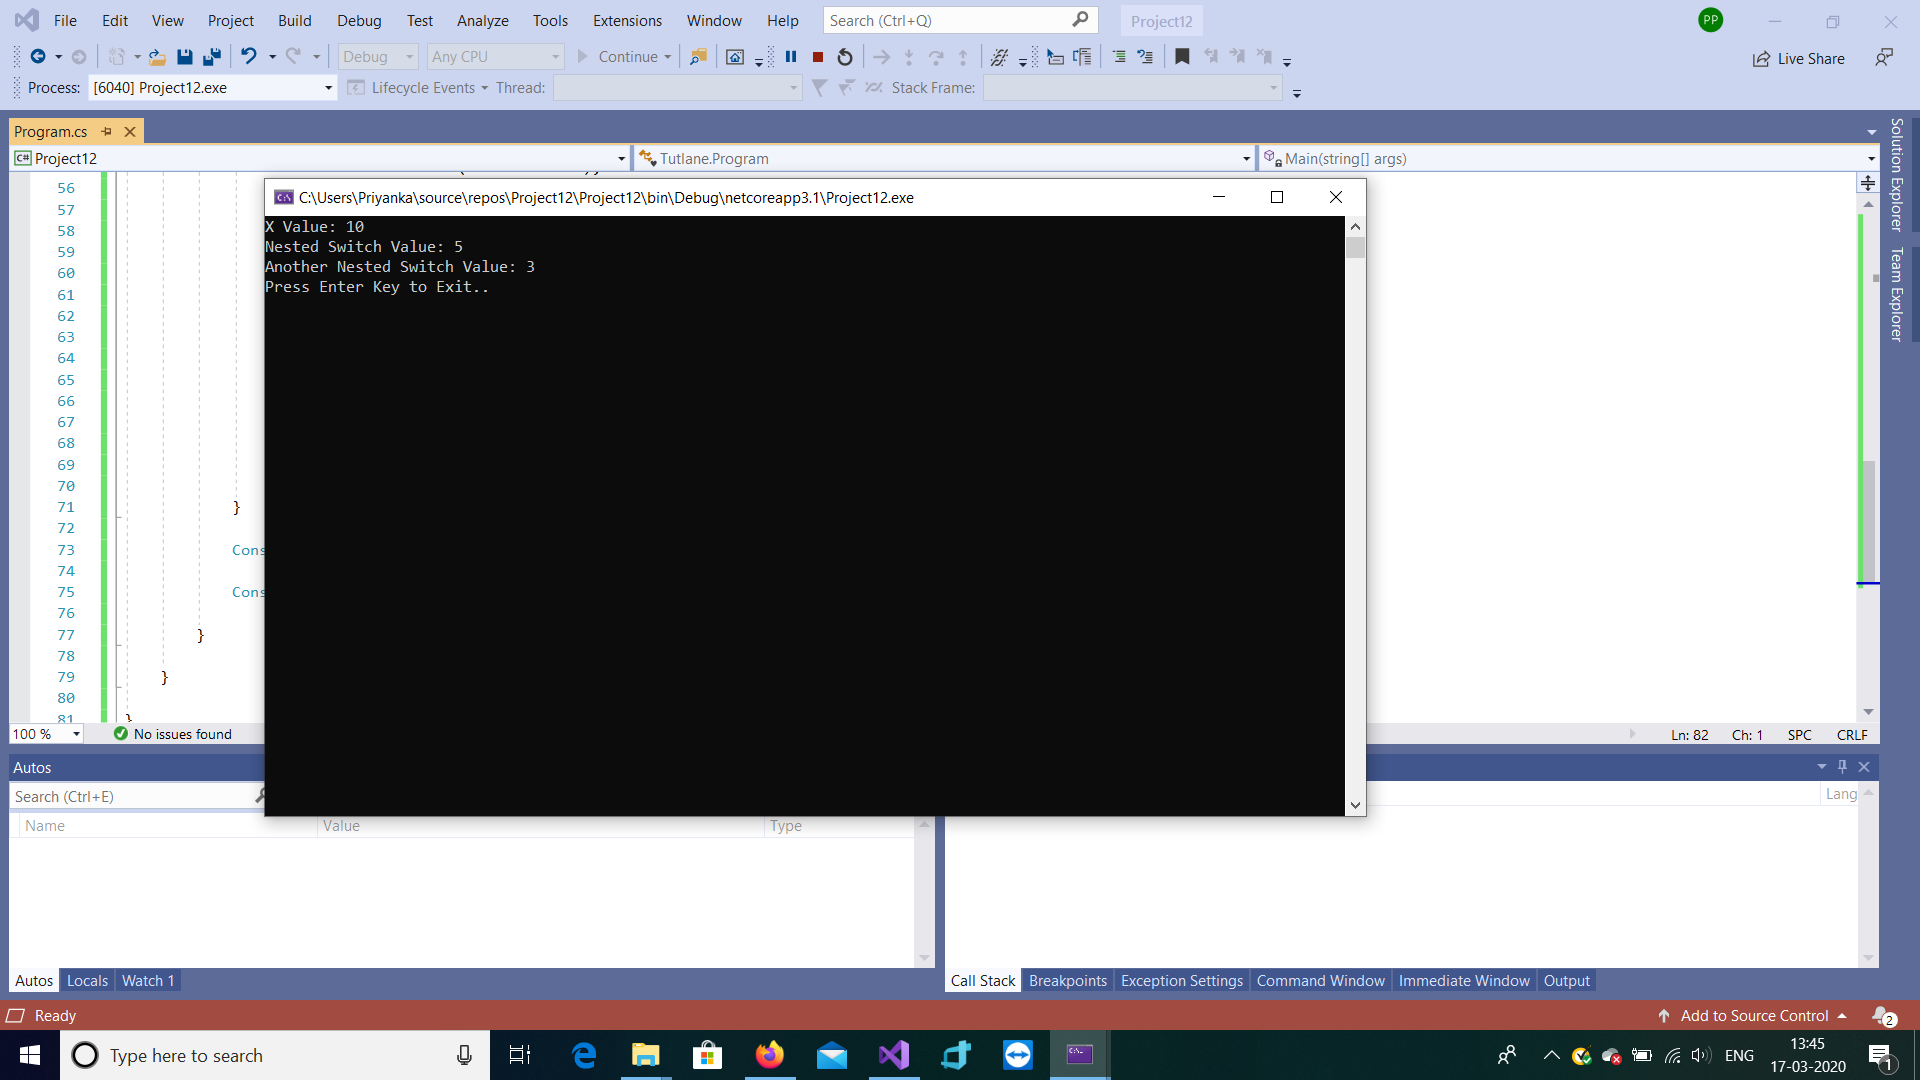 File Edit View Project Build Debug Test Analyze Tools Extensions Window Help Search (Ctrl+Q) Project12 PP
Debug Any CPU Continue Live Share
Process: [6040] Project12.exe Lifecycle Events Thread: Stack Frame:
Program.cs
C# Project12 Tutlane.Program Main(string[] args)
Solution Explorer
Team Explorer
C:\Users\Priyanka\source\repos\Project12\Project12\bin\Debug\netcoreapp3.1\Project12.exe
X Value: 10
Nested Switch Value: 5
Another Nested Switch Value: 3
Press Enter Key to Exit..
56
57
58
59
60
61
62
63
64
65
66
67
68
69
70
71 }
72
73 Cons
74
75 Cons
76
77 }
78
79 }
80
81 }
100 % No issues found Ln: 82 Ch: 1 SPC CRLF
Autos
Search (Ctrl+E) Lang
Name Value Type
Autos Locals Watch 1 Call Stack Breakpoints Exception Settings Command Window Immediate Window Output
Ready Add to Source Control 2
Type here to search ENG 13:45
17-03-2020 1